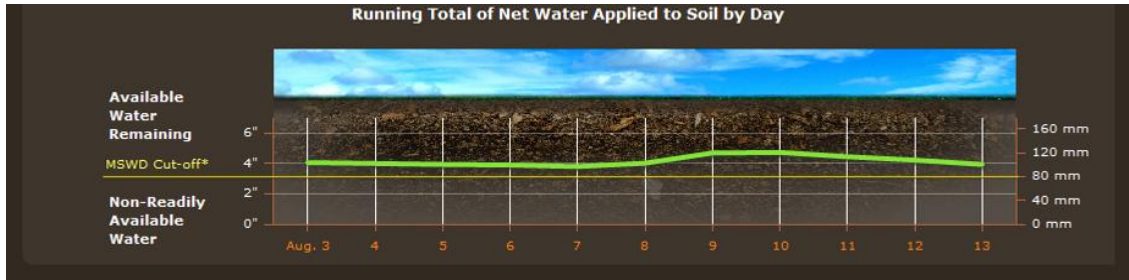 Running Total of Net Water Applied to Soil by Day
Available
Water
Remaining
MSWD Cut-off*
Non-Readily
Available
Water
6"
4"
2"
0"
160 mm
120 mm
80 mm
40 mm
0 mm
Aug. 3 4 5 6 7 8 9 10 11 12 13